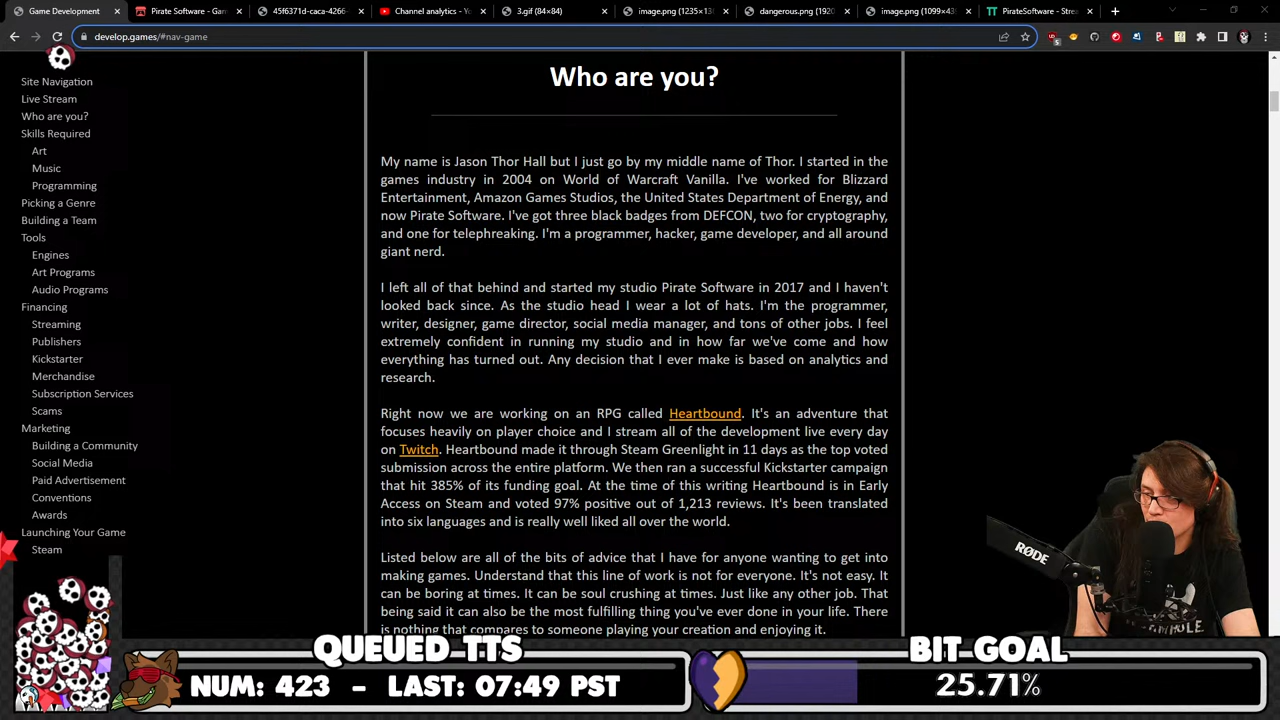 Game Development
Pirate Software - Gam
45f6371d-caca-4266-
Channel analytics - Yo
3.gif (84×84)
image.png (1235×13
dangerous.png (1920
image.png (1099×43
PirateSoftware - Stre
develop.games/#nav-game
Site Navigation
Live Stream
Who are you?
Skills Required
Art
Music
Programming
Picking a Genre
Building a Team
Tools
Engines
Art Programs
Audio Programs
Financing
Streaming
Publishers
Kickstarter
Merchandise
Subscription Services
Scams
Marketing
Building a Community
Social Media
Paid Advertisement
Conventions
Awards
Launching Your Game
Steam
Who are you?
My name is Jason Thor Hall but I just go by my middle name of Thor. I started in the
games industry in 2004 on World of Warcraft Vanilla. I've worked for Blizzard
Entertainment, Amazon Games Studios, the United States Department of Energy, and
now Pirate Software. I've got three black badges from DEFCON, two for cryptography,
and one for telephreaking. I'm a programmer, hacker, game developer, and all around
giant nerd.
I left all of that behind and started my studio Pirate Software in 2017 and I haven't
looked back since. As the studio head I wear a lot of hats. I'm the programmer,
writer, designer, game director, social media manager, and tons of other jobs. I feel
extremely confident in running my studio and in how far we've come and how
everything has turned out. Any decision that I ever make is based on analytics and
research.
Right now we are working on an RPG called Heartbound. It's an adventure that
focuses heavily on player choice and I stream all of the development live every day
on Twitch. Heartbound made it through Steam Greenlight in 11 days as the top voted
submission across the entire platform. We then ran a successful Kickstarter campaign
that hit 385% of its funding goal. At the time of this writing Heartbound is in Early
Access on Steam and voted 97% positive out of 1,213 reviews. It's been translated
into six languages and is really well liked all over the world.
Listed below are all of the bits of advice that I have for anyone wanting to get into
making games. Understand that this line of work is not for everyone. It's not easy. It
can be boring at times. It can be soul crushing at times. Just like any other job. That
being said it can also be the most fulfilling thing you've ever done in your life. There
is nothing that compares to someone playing your creation and enjoying it.
RØDE
QUEUED TTS
NUM: 423 - LAST: 07:49 PST
BIT GOAL
25.71%